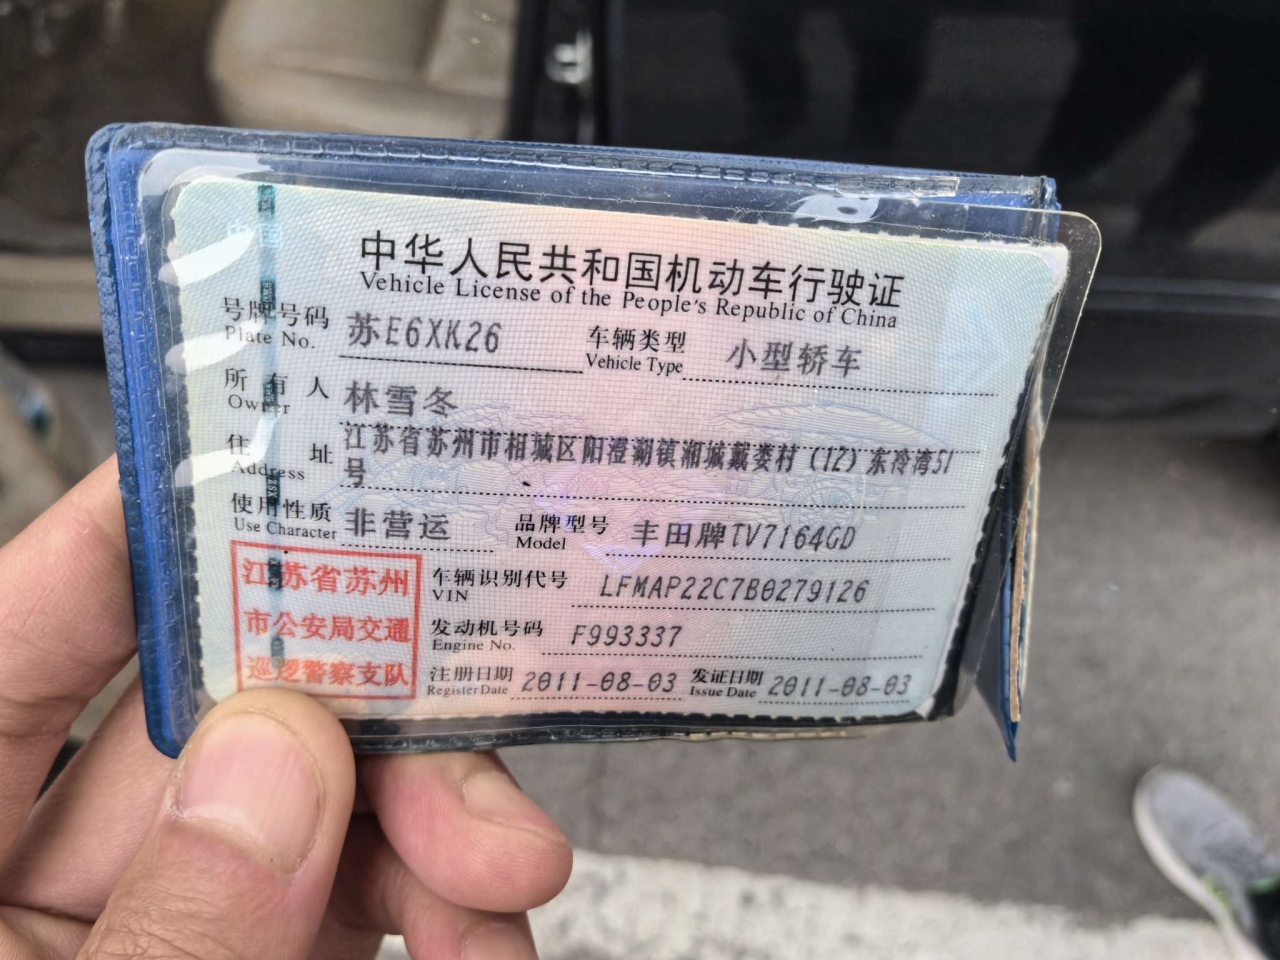 中华人民共和国机动车行驶证
Vehicle License of the People's Republic of China
号牌号码 苏E6XK26 车辆类型 小型轿车
Plate No. Vehicle Type
所有人 林雪冬
Owner
住址 江苏省苏州市相城区阳澄湖镇湘城戴娄村(12)东冷湾51
Address 号
使用性质 非营运 品牌型号 丰田牌TV7164GD
Use Character Model
江苏省苏州
市公安局交通
巡逻警察支队
车辆识别代号 LFMAP22C7B0279126
VIN
发动机号码 F993337
Engine No.
注册日期 2011-08-03 发证日期 2011-08-03
Register Date Issue Date